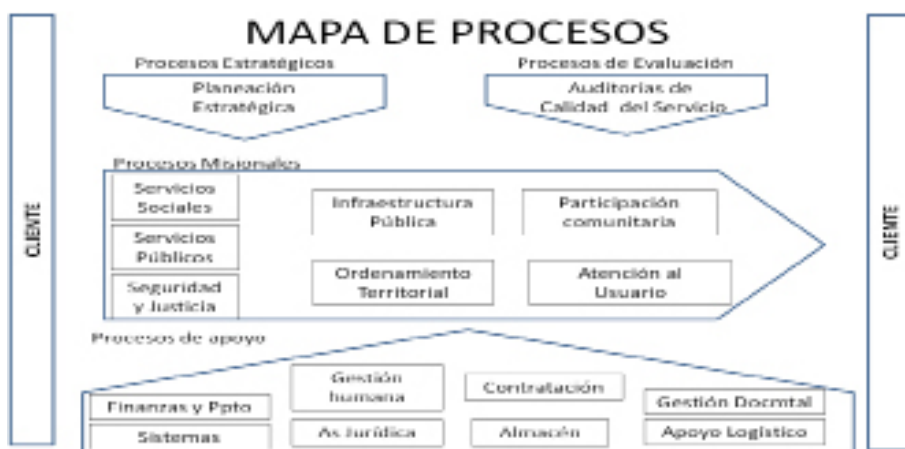 MAPA DE PROCESOS
CLIENTE
Procesos Estratégicos
Planeación
Estratégica
Procesos de Evaluación
Auditorias de
Calidad del Servicio
Procesos Misionales
Servicios
Sociales
Servicios
Públicos
Seguridad
y Justicia
Infraestructura
Pública
Ordenamiento
Territorial
Participación
comunitaria
Atención al
Usuario
Procesos de apoyo
Finanzas y Ppto
Sistemas
Gestión
humana
As Jurídica
Contratación
Almacén
Gestión Docmtal
Apoyo Logístico
CLIENTE